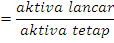 = aktiva lancar
aktiva tetap